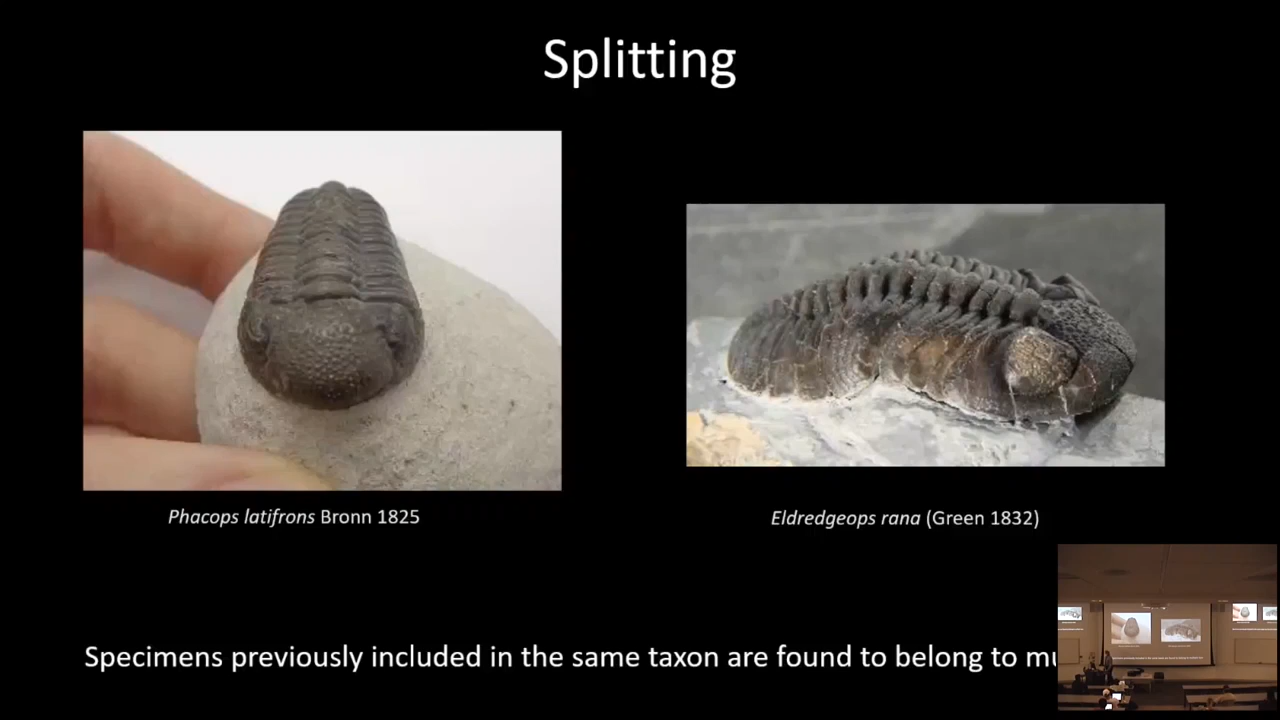 Splitting
Phacops latifrons Bronn 1825
Eldredgeops rana (Green 1832)
Specimens previously included in the same taxon are found to belong to